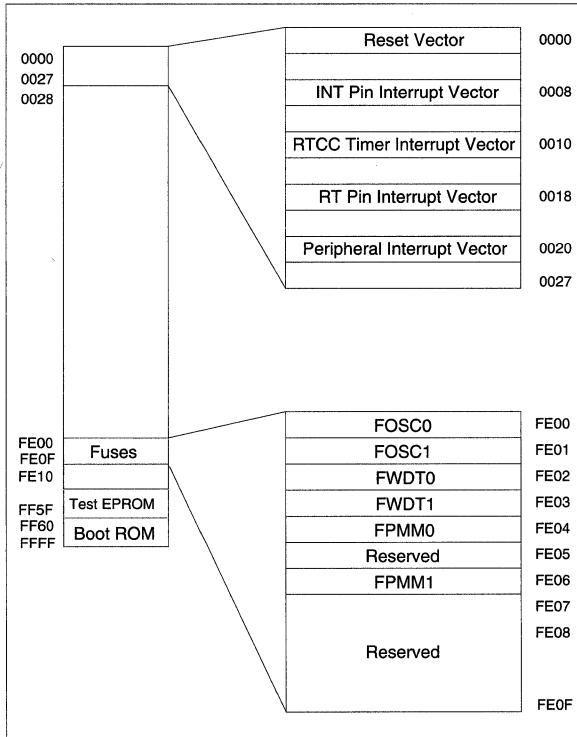 Reset Vector 0000
0000
0027
0028
INT Pin Interrupt Vector 0008
RTCC Timer Interrupt Vector 0010
RT Pin Interrupt Vector 0018
Peripheral Interrupt Vector 0020
0027
FE00
FE0F
FE10
Fuses
FF5F
Test EPROM
FF60
FFFF
Boot ROM
FOSC0 FE00
FOSC1 FE01
FWDT0 FE02
FWDT1 FE03
FPMM0 FE04
Reserved FE05
FPMM1 FE06
FE07
FE08
Reserved
FE0F